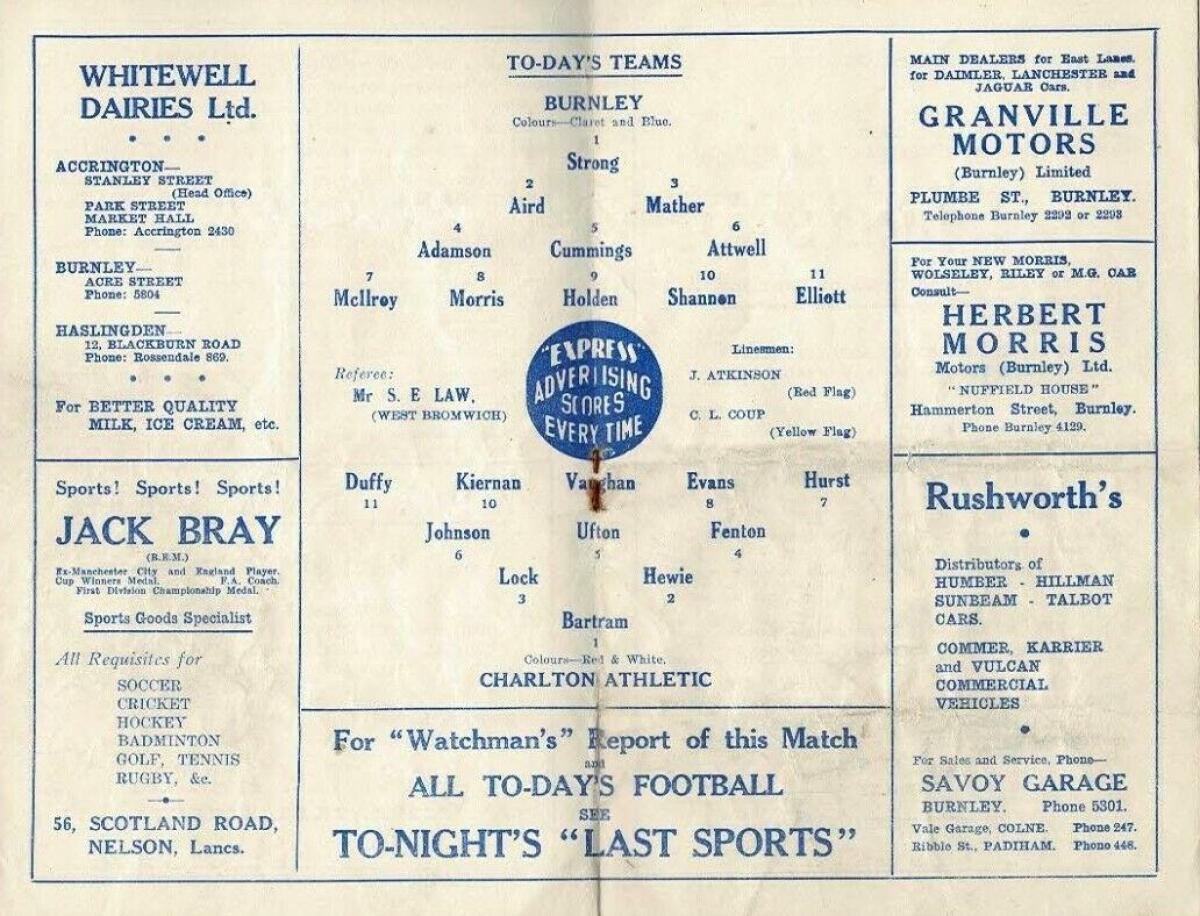 WHITEWELL
DAIRIES Ltd.
ACCRINGTON—
STANLEY STREET
(Head Office)
PARK STREET
MARKET HALL
Phone: Accrington 2430
BURNLEY—
ACRE STREET
Phone: 5804
HASLINGDEN—
12, BLACKBURN ROAD
Phone: Rossendale 869.
For BETTER QUALITY
MILK, ICE CREAM, etc.
Sports! Sports! Sports!
JACK BRAY
(R.E.M.)
Ex-Manchester City and England Player.
Cup Winners Medal. F.A. Coach.
First Division Championship Medal.
Sports Goods Specialist
All Requisites for
SOCCER
CRICKET
HOCKEY
BADMINTON
GOLF, TENNIS
RUGBY, &c.
56, SCOTLAND ROAD,
NELSON, Lancs.
TO-DAY'S TEAMS
BURNLEY
Colours—Claret and Blue.
1
Strong
2 3
Aird Mather
4 5 6
Adamson Cummings Attwell
7 8 9 10 11
McIlroy Morris Holden Shannon Elliott
Referee:
Mr S. E LAW,
(WEST BROMWICH)
"EXPRESS"
ADVERTISING
SCORES
EVERY TIME
Linesmen:
J. ATKINSON
(Red Flag)
C. L. COUP
(Yellow Flag)
Duffy Kiernan Vaughan Evans Hurst
11 10 8 7
Johnson Ufton Fenton
6 5 4
Lock Hewie
3 2
Bartram
1
Colours—Red & White.
CHARLTON ATHLETIC
For "Watchman's" Report of this Match
and
ALL TO-DAY'S FOOTBALL
SEE
TO-NIGHT'S "LAST SPORTS"
MAIN DEALERS for East Lancs.
for DAIMLER, LANCHESTER and
JAGUAR Cars.
GRANVILLE
MOTORS
(Burnley) Limited
PLUMBE ST., BURNLEY.
Telephone Burnley 2292 or 2293
For Your NEW MORRIS,
WOLSELEY, RILEY or M.G. CAR
Consult—
HERBERT
MORRIS
Motors (Burnley) Ltd.
"NUFFIELD HOUSE"
Hammerton Street, Burnley.
Phone Burnley 4129.
Rushworth's
Distributors of
HUMBER - HILLMAN
SUNBEAM - TALBOT
CARS.
COMMER, KARRIER
and VULCAN
COMMERCIAL
VEHICLES
For Sales and Service, Phone—
SAVOY GARAGE
BURNLEY. Phone 5301.
Vale Garage, COLNE. Phone 247.
Ribble St., PADIHAM. Phone 446.